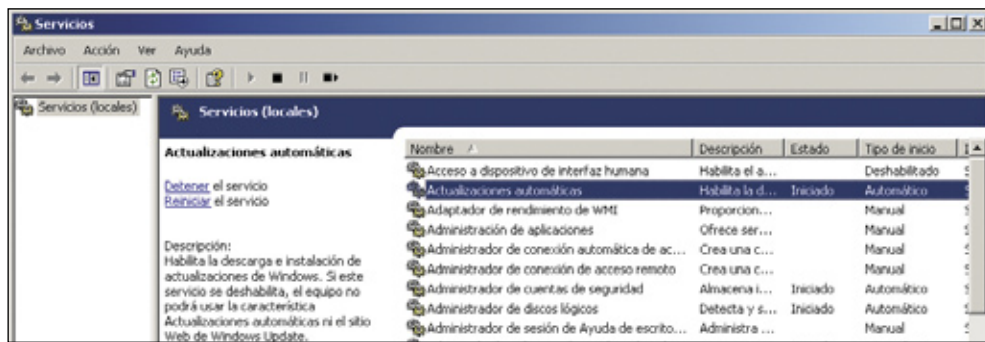 Servicios
Archivo Acción Ver Ayuda
Servicios (locales)
Servicios (locales)
Actualizaciones automáticas
Detener el servicio
Reiniciar el servicio
Descripción:
Habilita la descarga e instalación de
actualizaciones de Windows. Si este
servicio se deshabilita, el equipo no
podrá usar la característica
Actualizaciones automáticas ni el sitio
Web de Windows Update.
Nombre Descripción Estado Tipo de inicio
Acceso a dispositivo de interfaz humana Habilita el a... Deshabilitado
Actualizaciones automáticas Habilita la d... Iniciado Automático
Adaptador de rendimiento de WMI Proporcion... Manual
Administración de aplicaciones Ofrece ser... Manual
Administrador de conexión automática de ac... Crea una c... Manual
Administrador de conexión de acceso remoto Crea una c... Manual
Administrador de cuentas de seguridad Almacena i... Iniciado Automático
Administrador de discos lógicos Detecta y s... Iniciado Automático
Administrador de sesión de Ayuda de escrito... Administra ... Manual